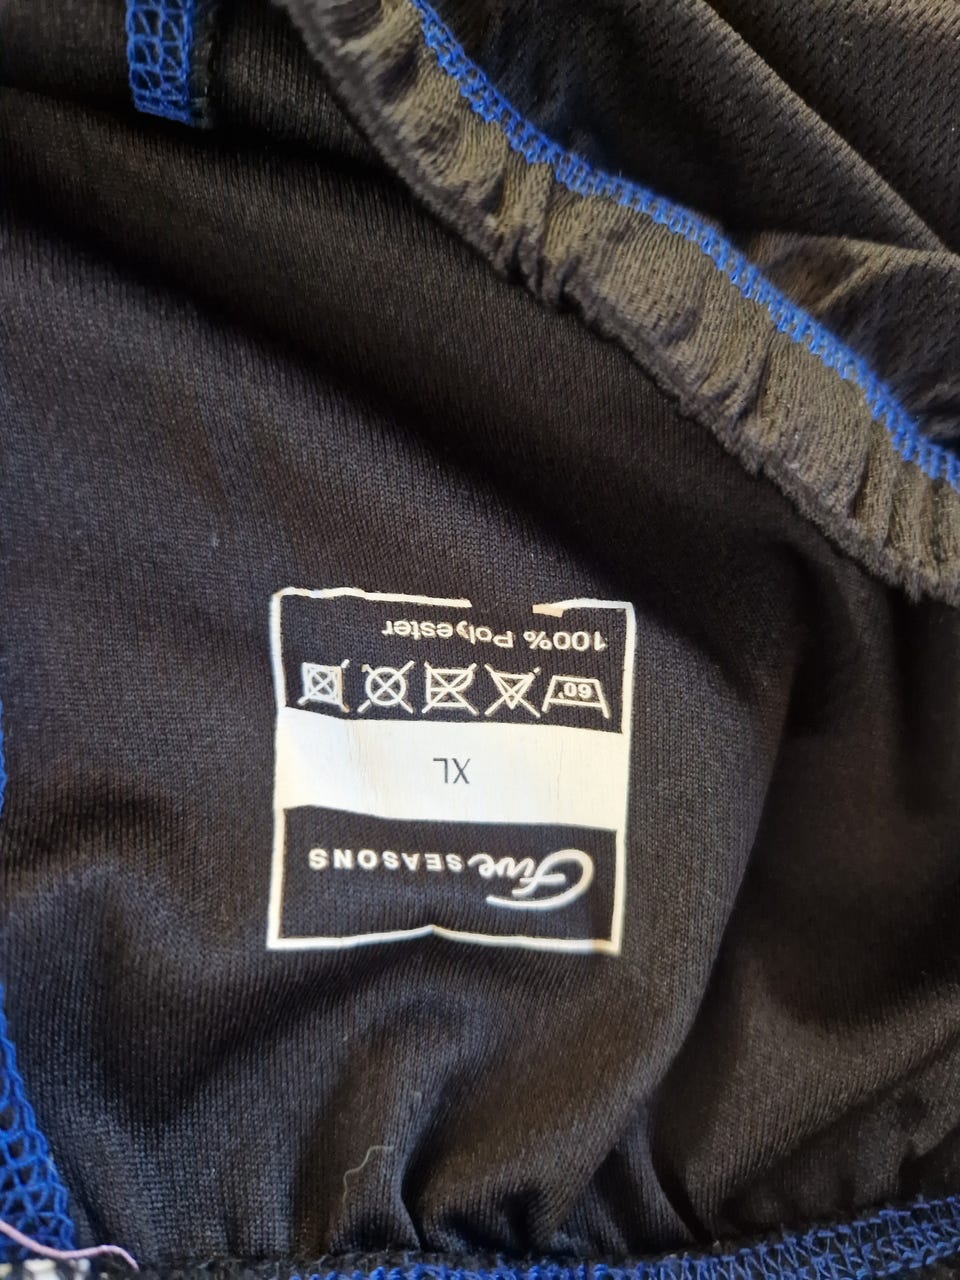 Five SEASONS
XL
60°
100% Polyester